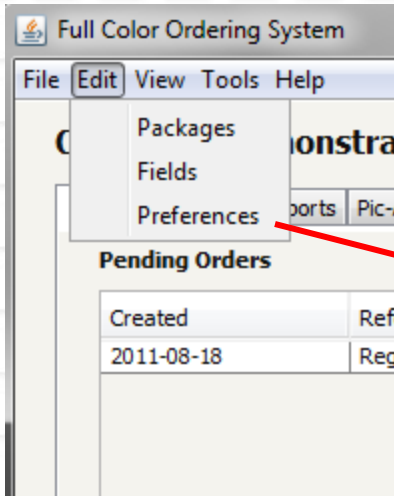 Full Color Ordering System
File Edit View Tools Help
Packages
Fields
Preferences
Pending Orders
Created
2011-08-18